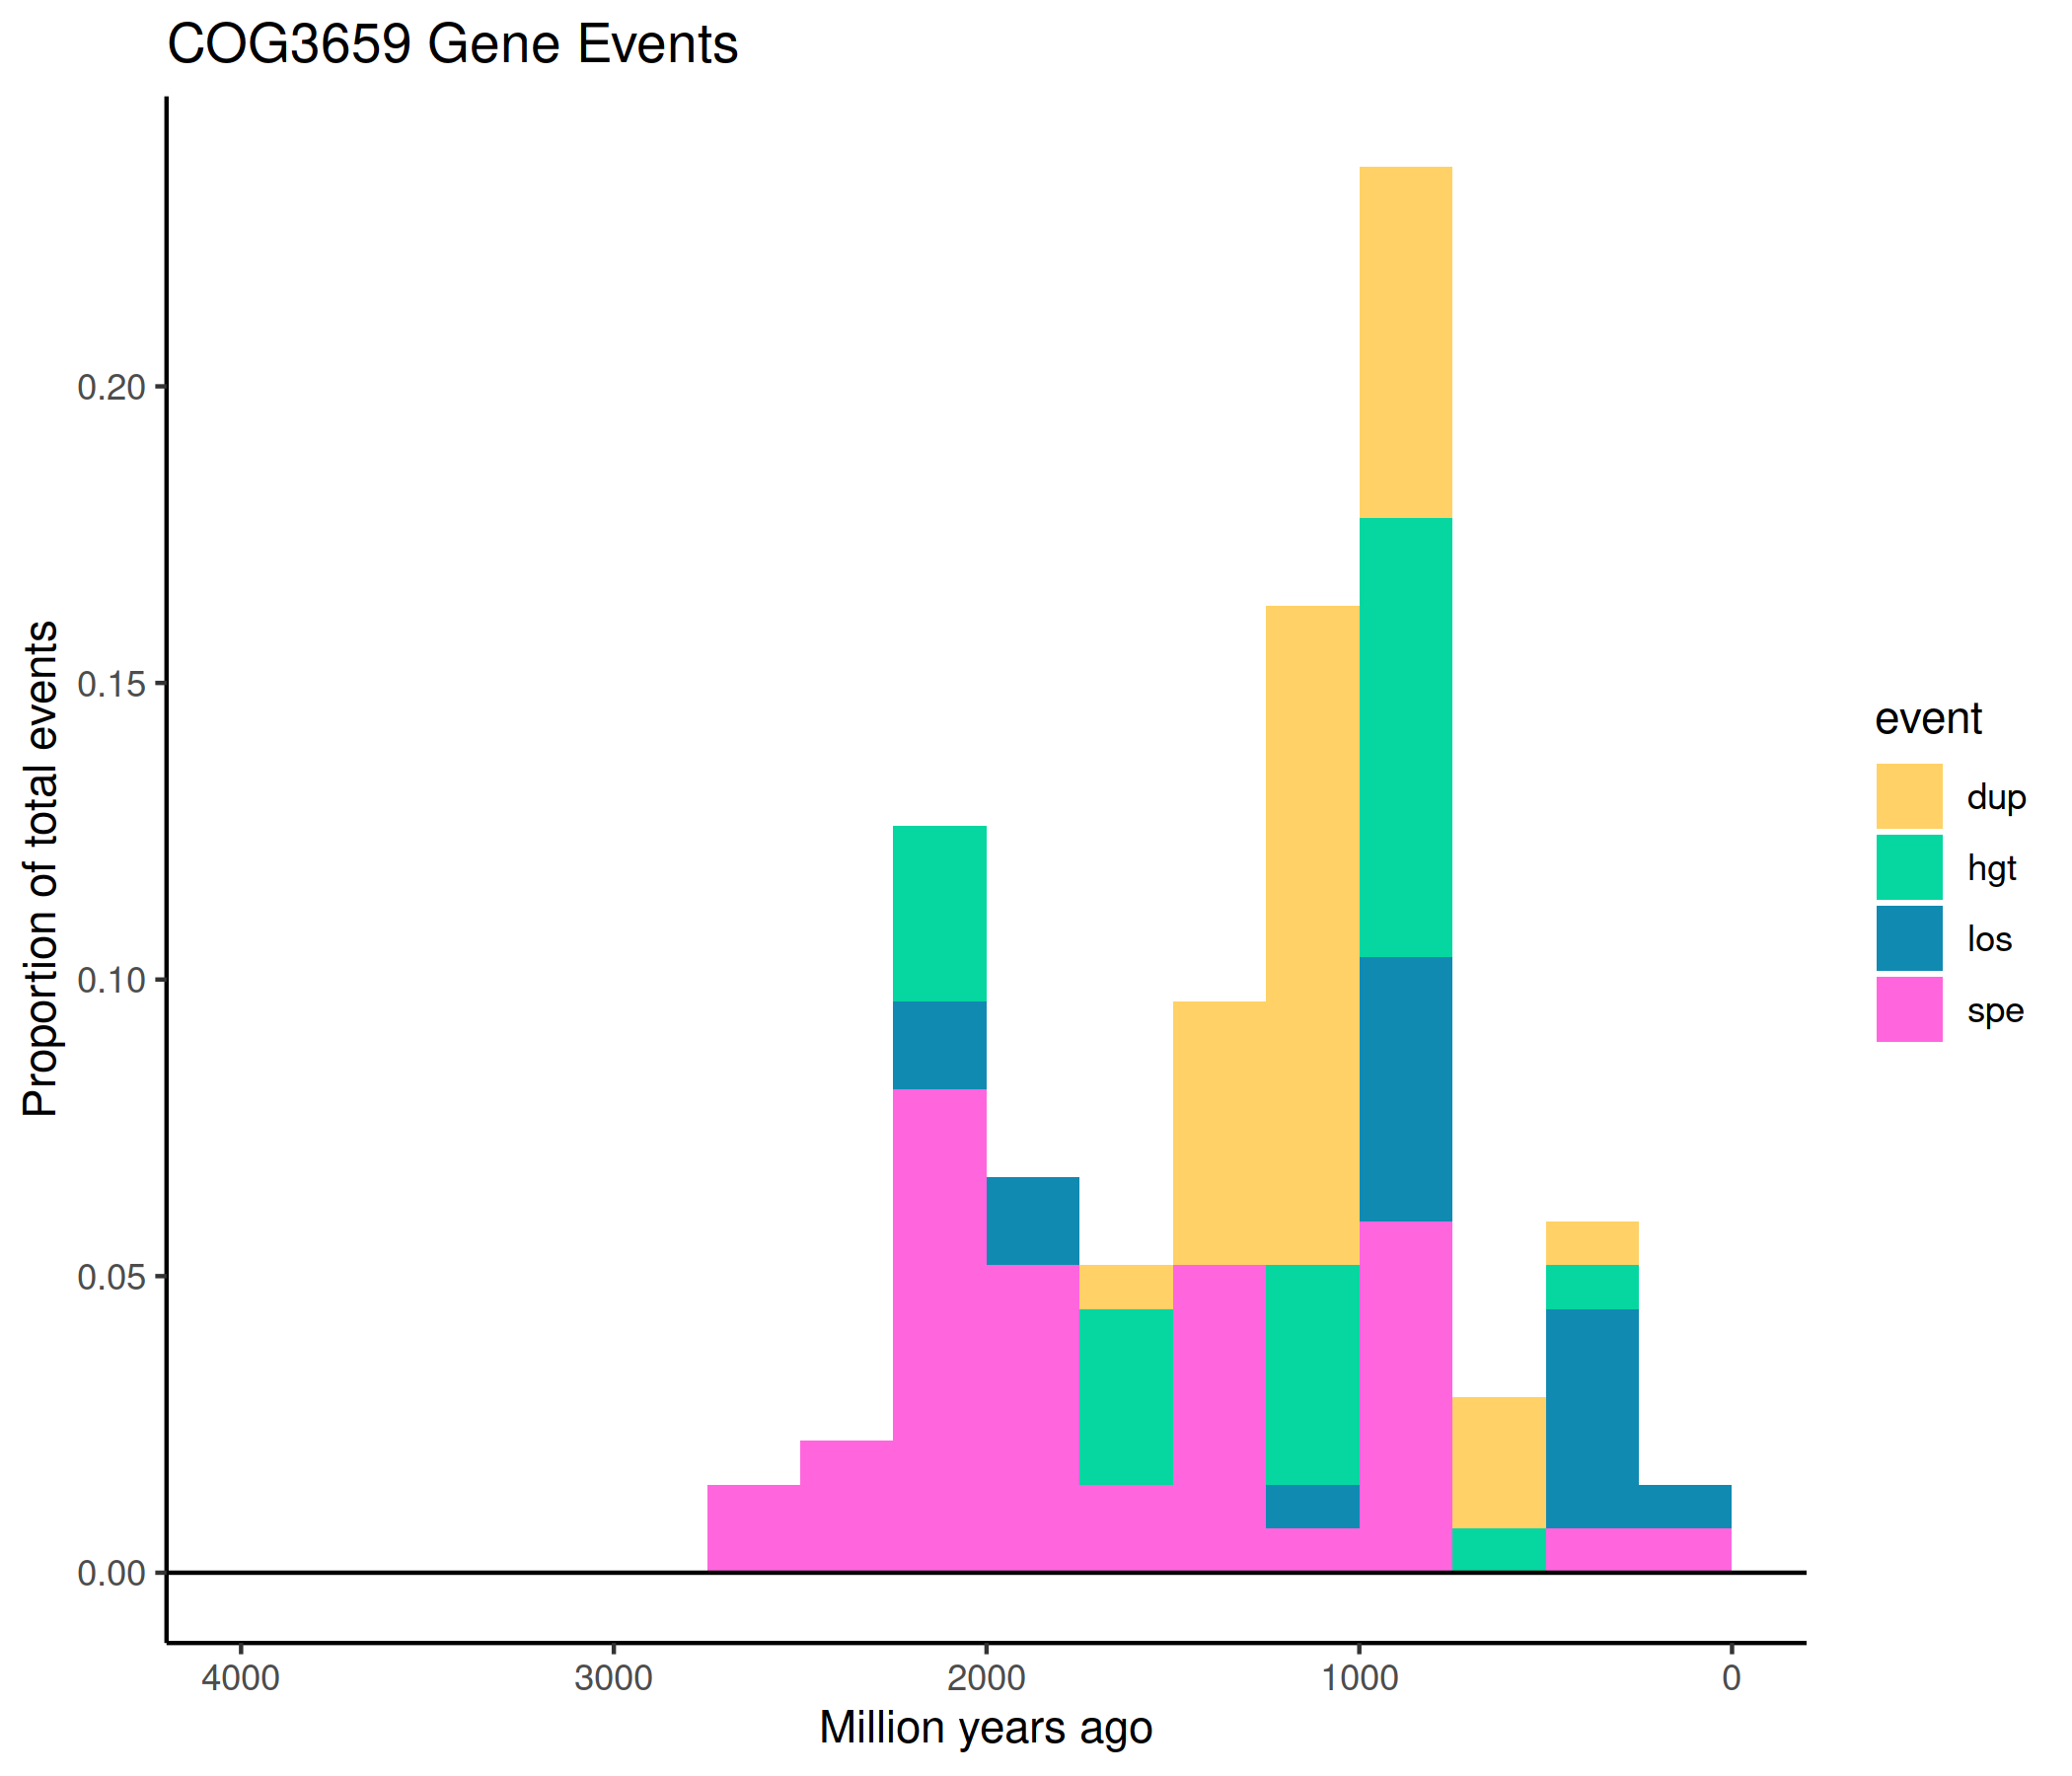 COG3659 Gene Events
Proportion of total events
0.20
0.15
0.10
0.05
0.00
4000 3000 2000 1000 0
Million years ago
event
dup
hgt
los
spe